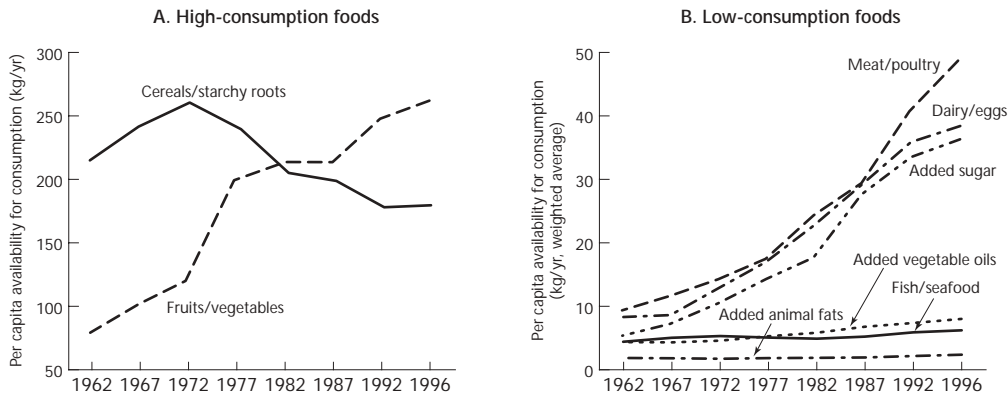 A. High-consumption foods
Per capita availability for consumption (kg/yr)
300
250
200
150
100
50
Cereals/starchy roots
Fruits/vegetables
1962 1967 1972 1977 1982 1987 1992 1996
B. Low-consumption foods
Per capita availability for consumption
(kg/yr, weighted average)
50
40
30
20
10
0
Meat/poultry
Dairy/eggs
Added sugar
Added vegetable oils
Fish/seafood
Added animal fats
1962 1967 1972 1977 1982 1987 1992 1996